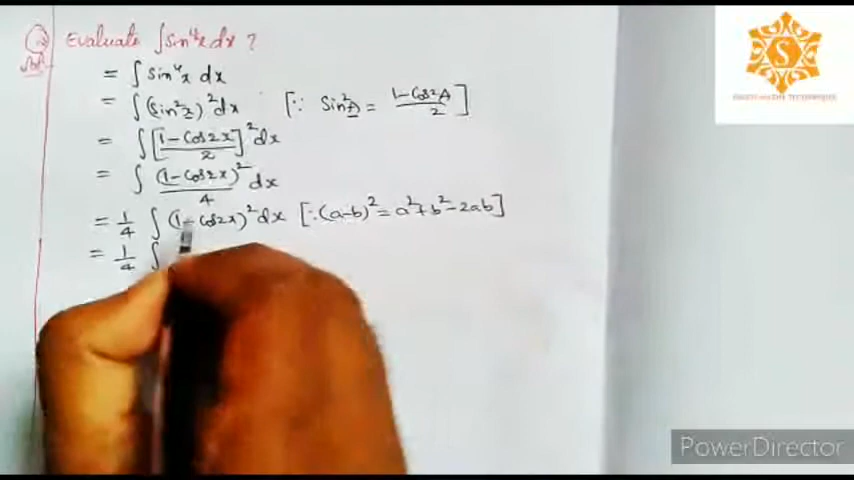 Q Evaluate ∫Sin⁴x dx ?
Sol:
= ∫ Sin⁴x dx
= ∫ (Sin²x)² dx [∵ Sin²A = (1-Cos2A)/2]
= ∫ [(1-Cos2x)/2]² dx
= ∫ (1-Cos2x)²/4 dx
= 1/4 ∫ (1-Cos2x)² dx [∵ (a-b)² = a²+b²-2ab]
= 1/4 ∫
S
PowerDirector